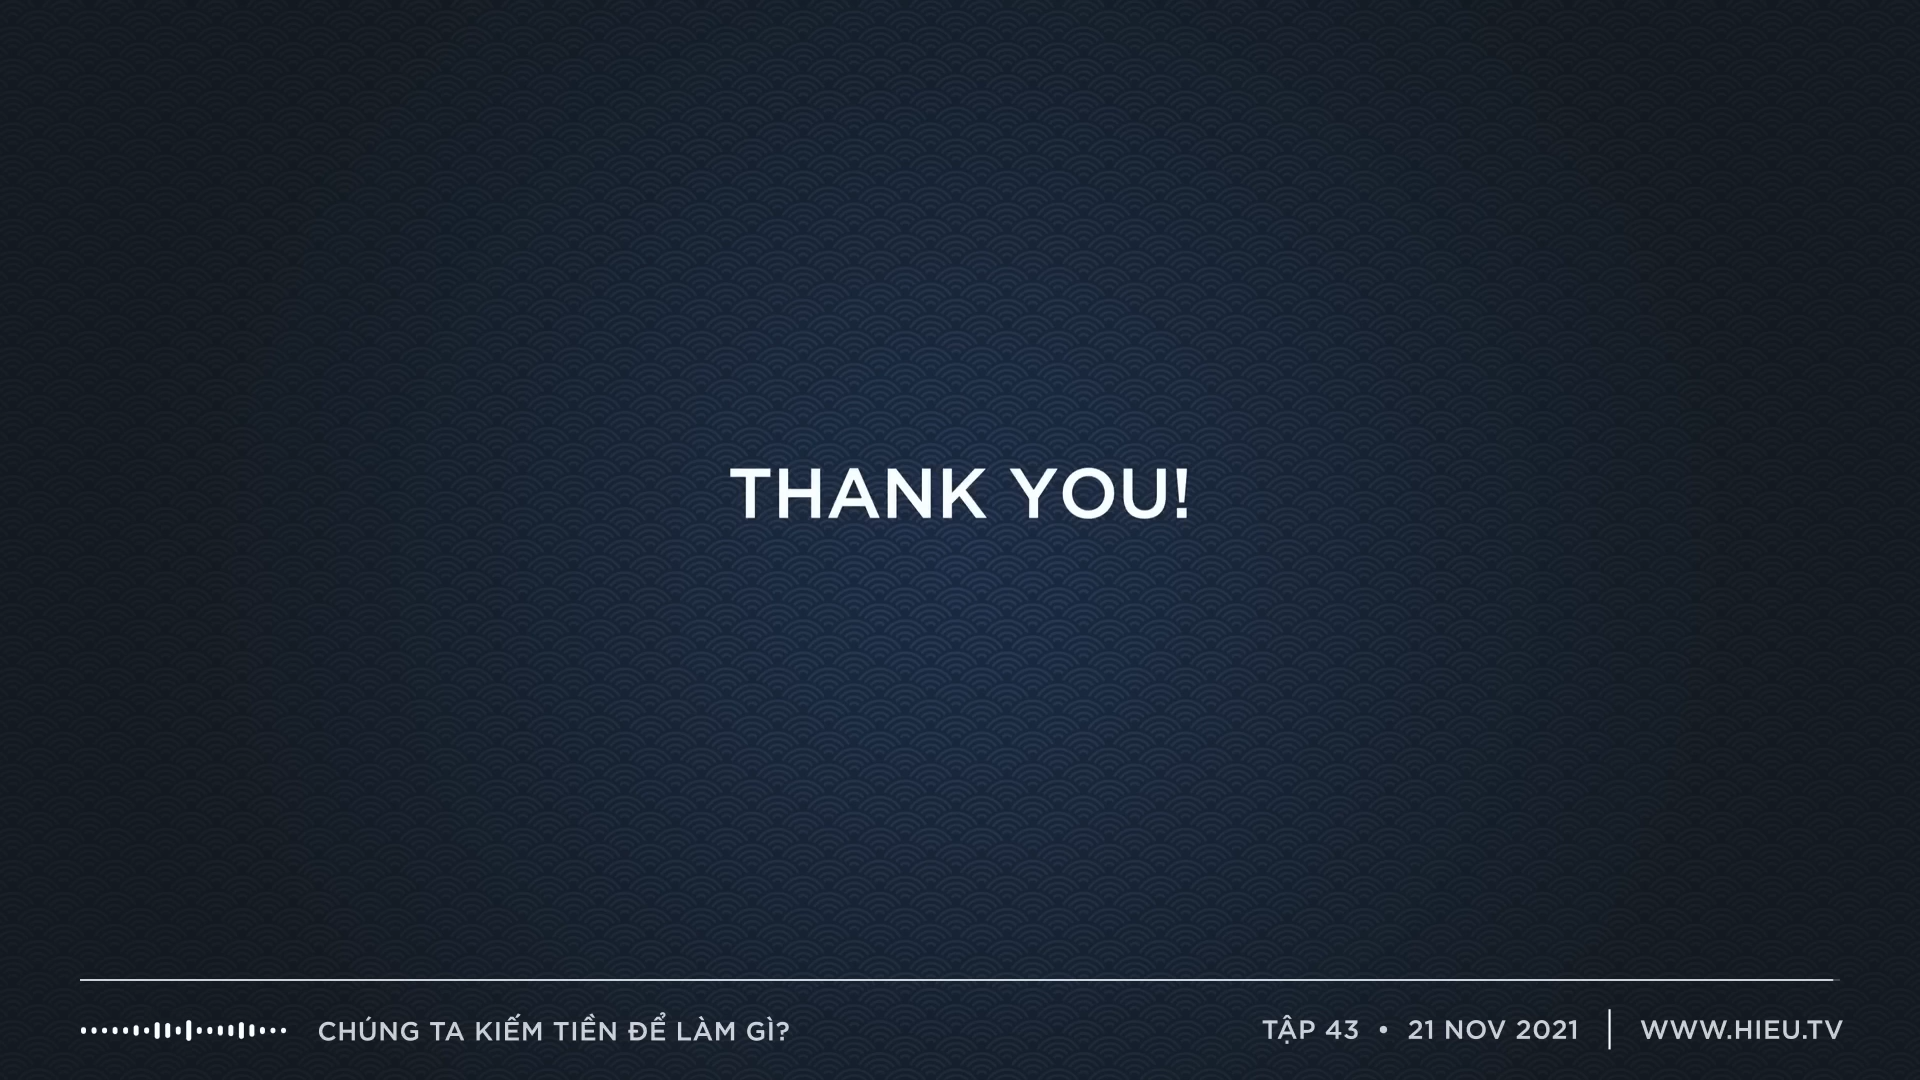 THANK YOU!
CHÚNG TA KIẾM TIỀN ĐỂ LÀM GÌ?
TẬP 43 • 21 NOV 2021 | WWW.HIEU.TV